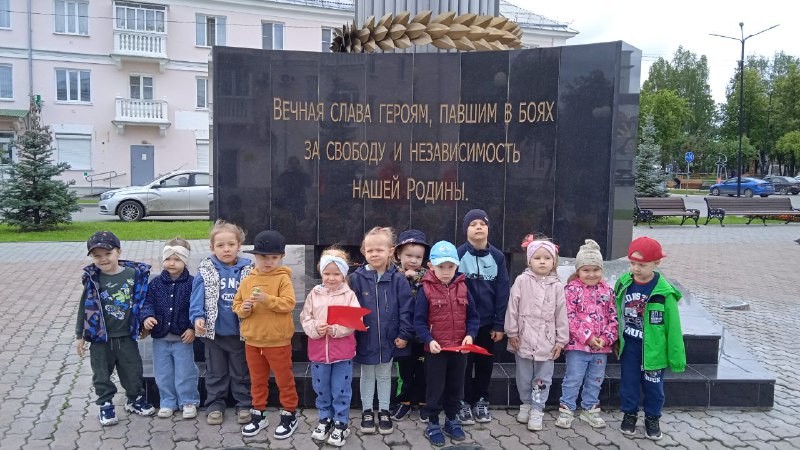 Вечная слава героям, павшим в боях
за свободу и независимость
нашей Родины.